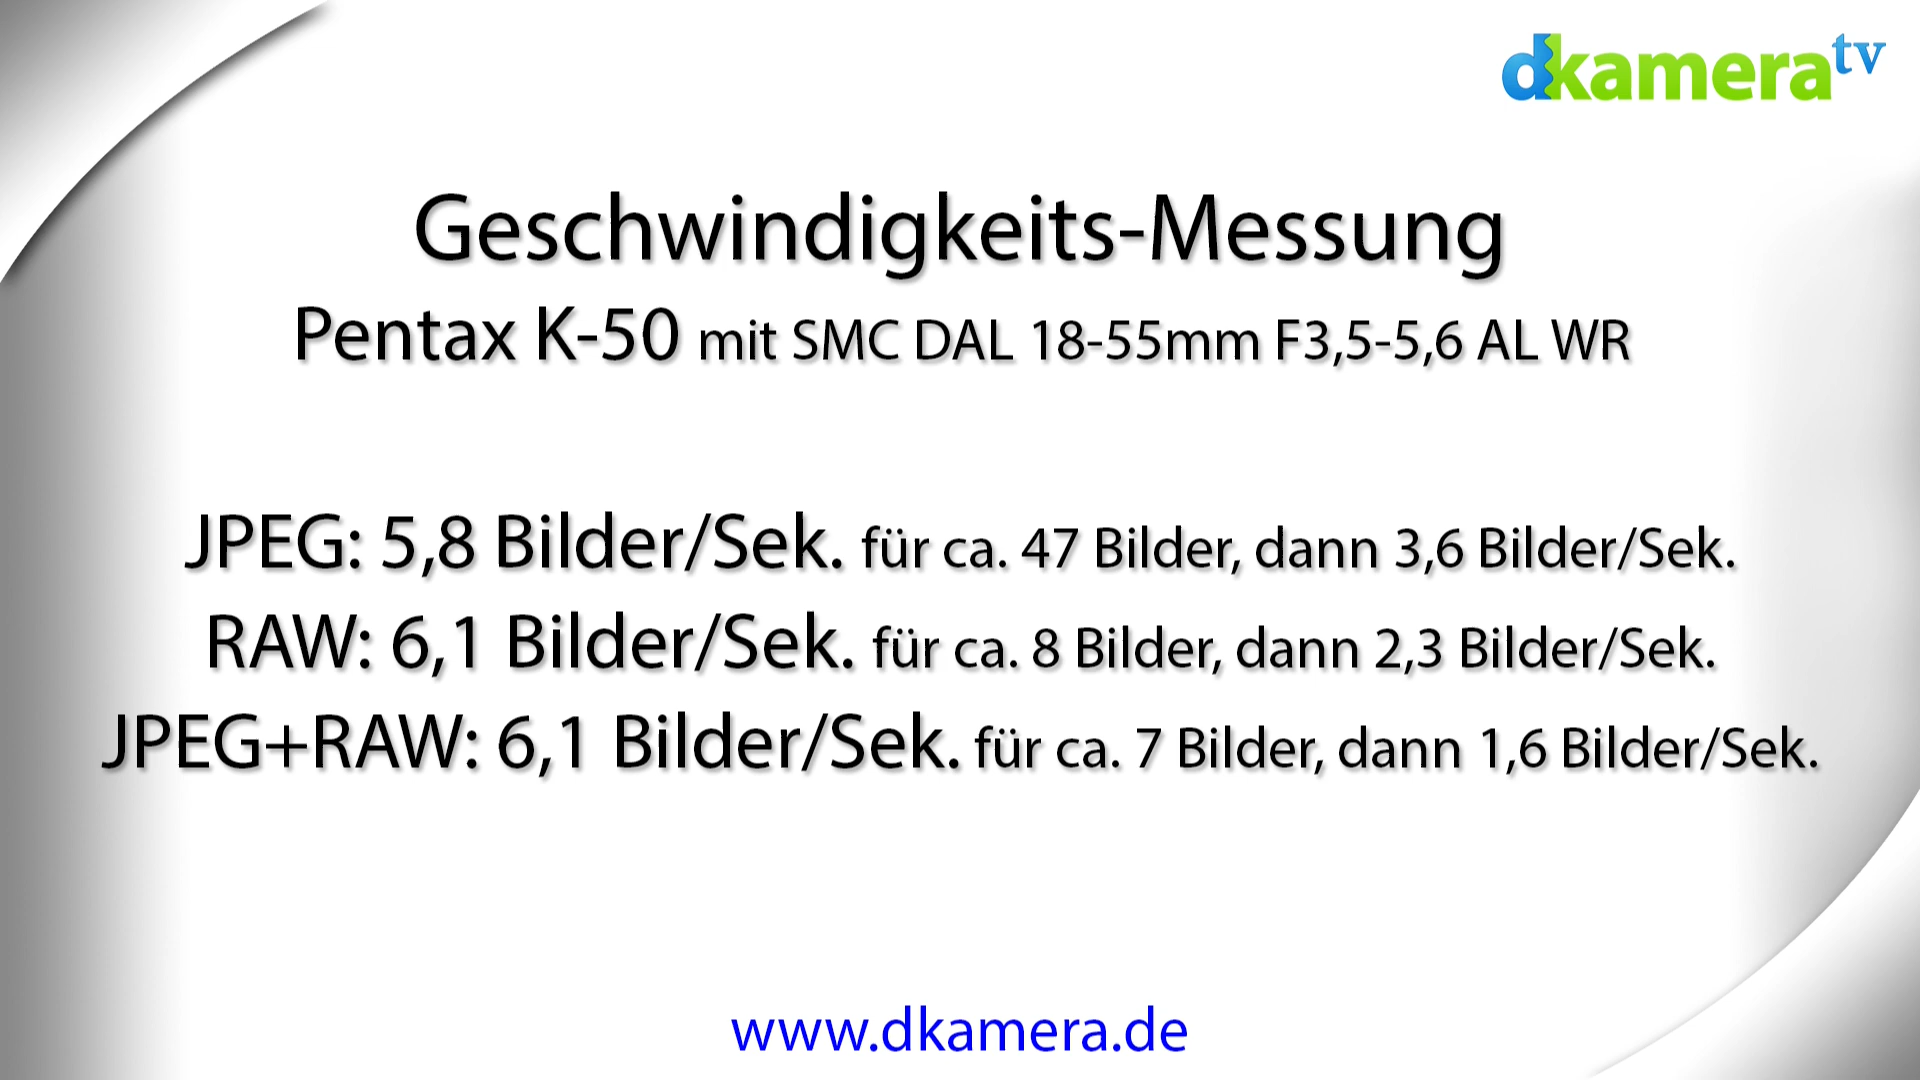 dkamera tv
Geschwindigkeits-Messung
Pentax K-50 mit SMC DAL 18-55mm F3,5-5,6 AL WR
JPEG: 5,8 Bilder/Sek. für ca. 47 Bilder, dann 3,6 Bilder/Sek.
RAW: 6,1 Bilder/Sek. für ca. 8 Bilder, dann 2,3 Bilder/Sek.
JPEG+RAW: 6,1 Bilder/Sek. für ca. 7 Bilder, dann 1,6 Bilder/Sek.
www.dkamera.de